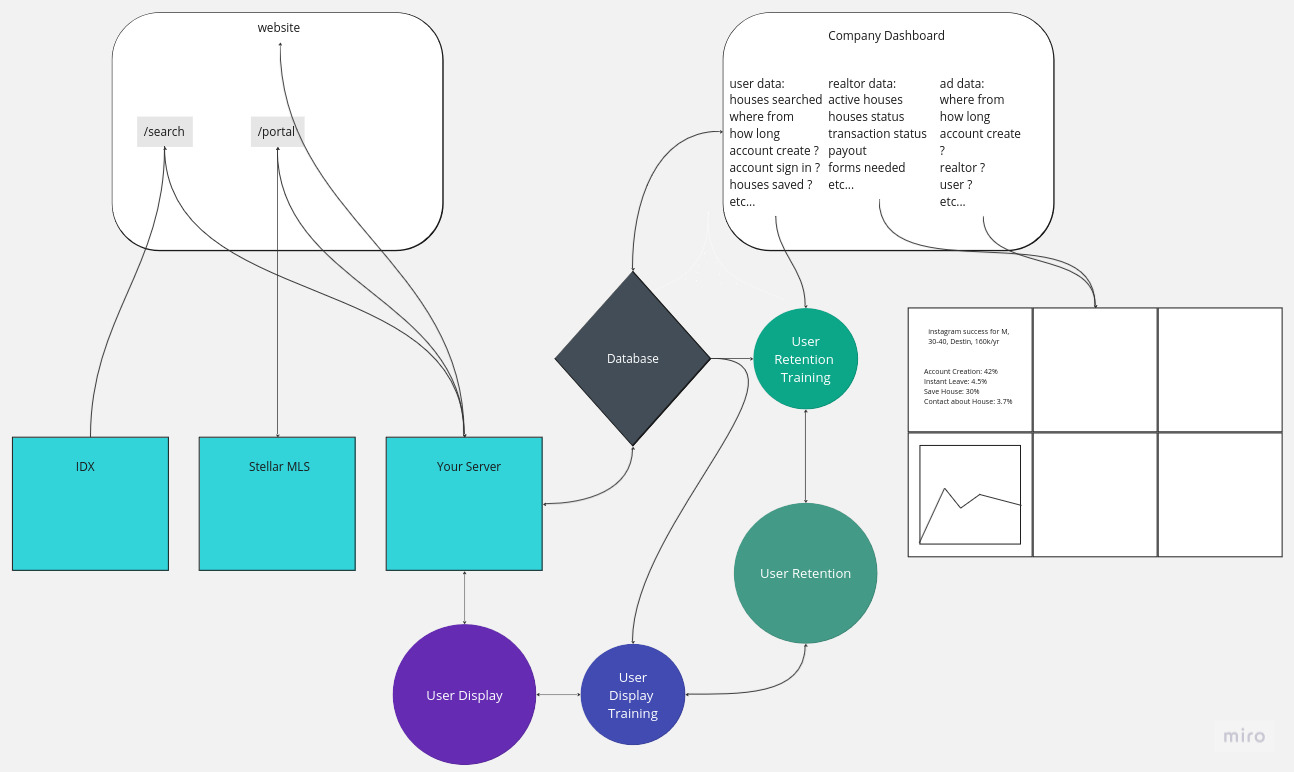 website
/search
/portal
Company Dashboard
user data:
houses searched
where from
how long
account create ?
account sign in ?
houses saved ?
etc...
realtor data:
active houses
houses status
transaction status
payout
forms needed
etc...
ad data:
where from
how long
account create
?
realtor ?
user ?
etc...
Database
User
Retention
Training
instagram success for M,
30-40, Destin, 160k/yr
Account Creation: 42%
Instant Leave: 4.5%
Save House: 30%
Contact about House: 3.7%
IDX
Stellar MLS
Your Server
User Retention
User Display
User
Display
Training
miro